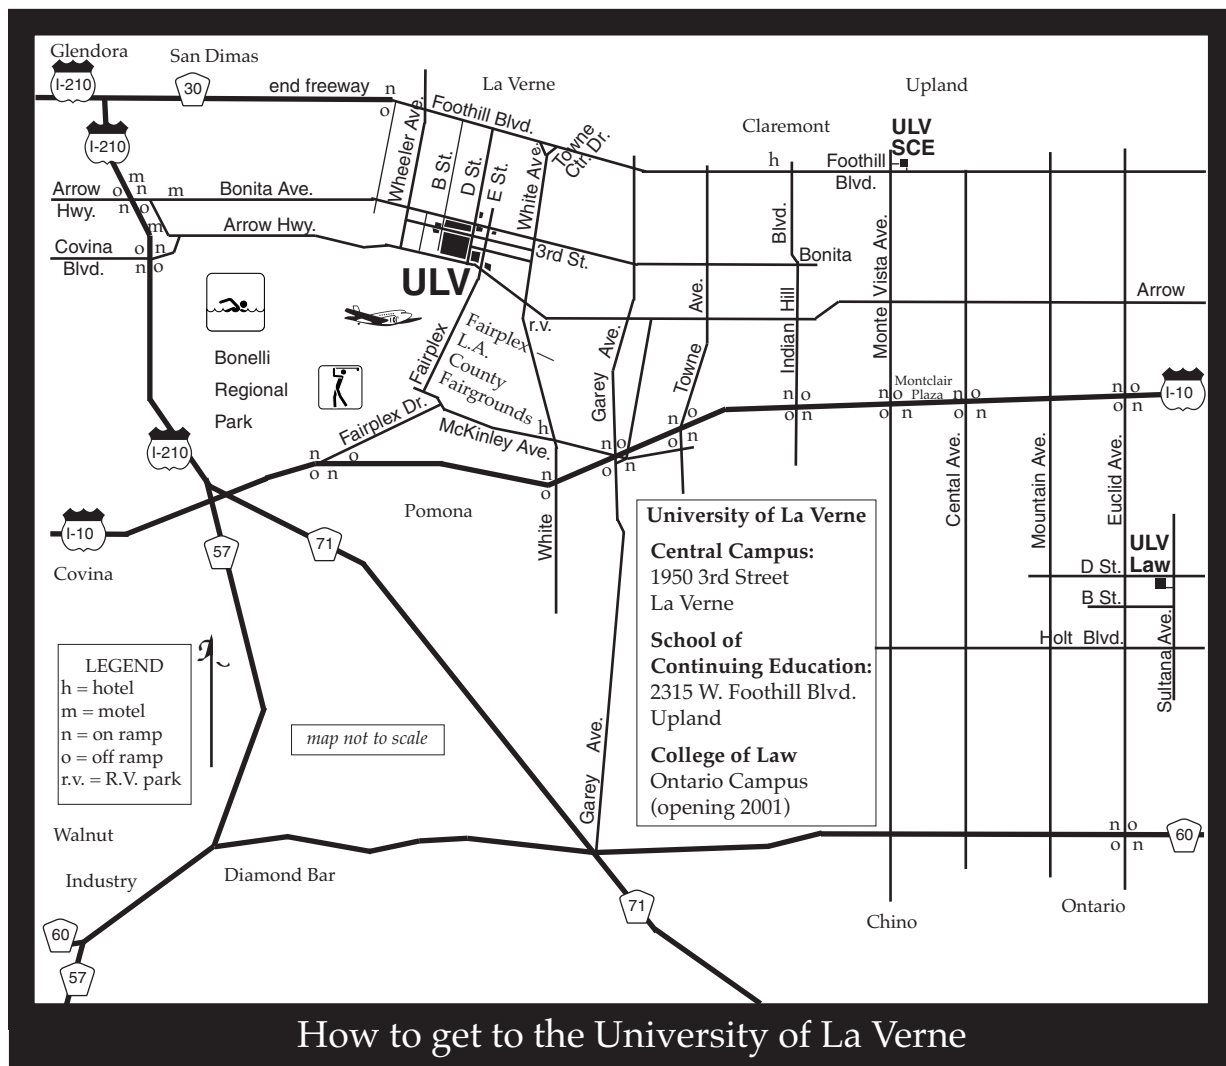 Glendora
San Dimas
La Verne
Upland
I-210
30
end freeway
n
o
Foothill Blvd.
Towne
Ctr. Dr.
Claremont
ULV
SCE
I-210
Wheeler Ave.
B St.
D St.
E St.
White Ave.
h
Foothill
Blvd.
m
Arrow
Hwy.
o
n
m
Bonita Ave.
n
o
m
Arrow Hwy.
Covina
Blvd.
o
n
n
o
3rd St.
ULV
Blvd.
Bonita
Monte Vista Ave.
Ave.
Indian Hill
Arrow
Bonelli
Regional
Park
r.v.
Fairplex
Fairplex —
L.A.
County
Fairgrounds
h
Garey Ave.
Towne
Montclair
Plaza
I-10
n o
o n
n o
o n
n o
o n
n o
o n
Fairplex Dr.
McKinley Ave.
n
o
o n
n
o
n o
o
n
n
o
o n
I-210
Pomona
White
Cental Ave.
Mountain Ave.
Euclid Ave.
I-10
57
71
Covina
University of La Verne
Central Campus:
1950 3rd Street
La Verne
School of
Continuing Education:
2315 W. Foothill Blvd.
Upland
College of Law
Ontario Campus
(opening 2001)
ULV
Law
D St.
B St.
Holt Blvd.
Sultana Ave.
LEGEND
h = hotel
m = motel
n = on ramp
o = off ramp
r.v. = R.V. park
map not to scale
Garey Ave.
Walnut
Industry
Diamond Bar
n o
o n
60
60
57
71
Chino
Ontario
How to get to the University of La Verne